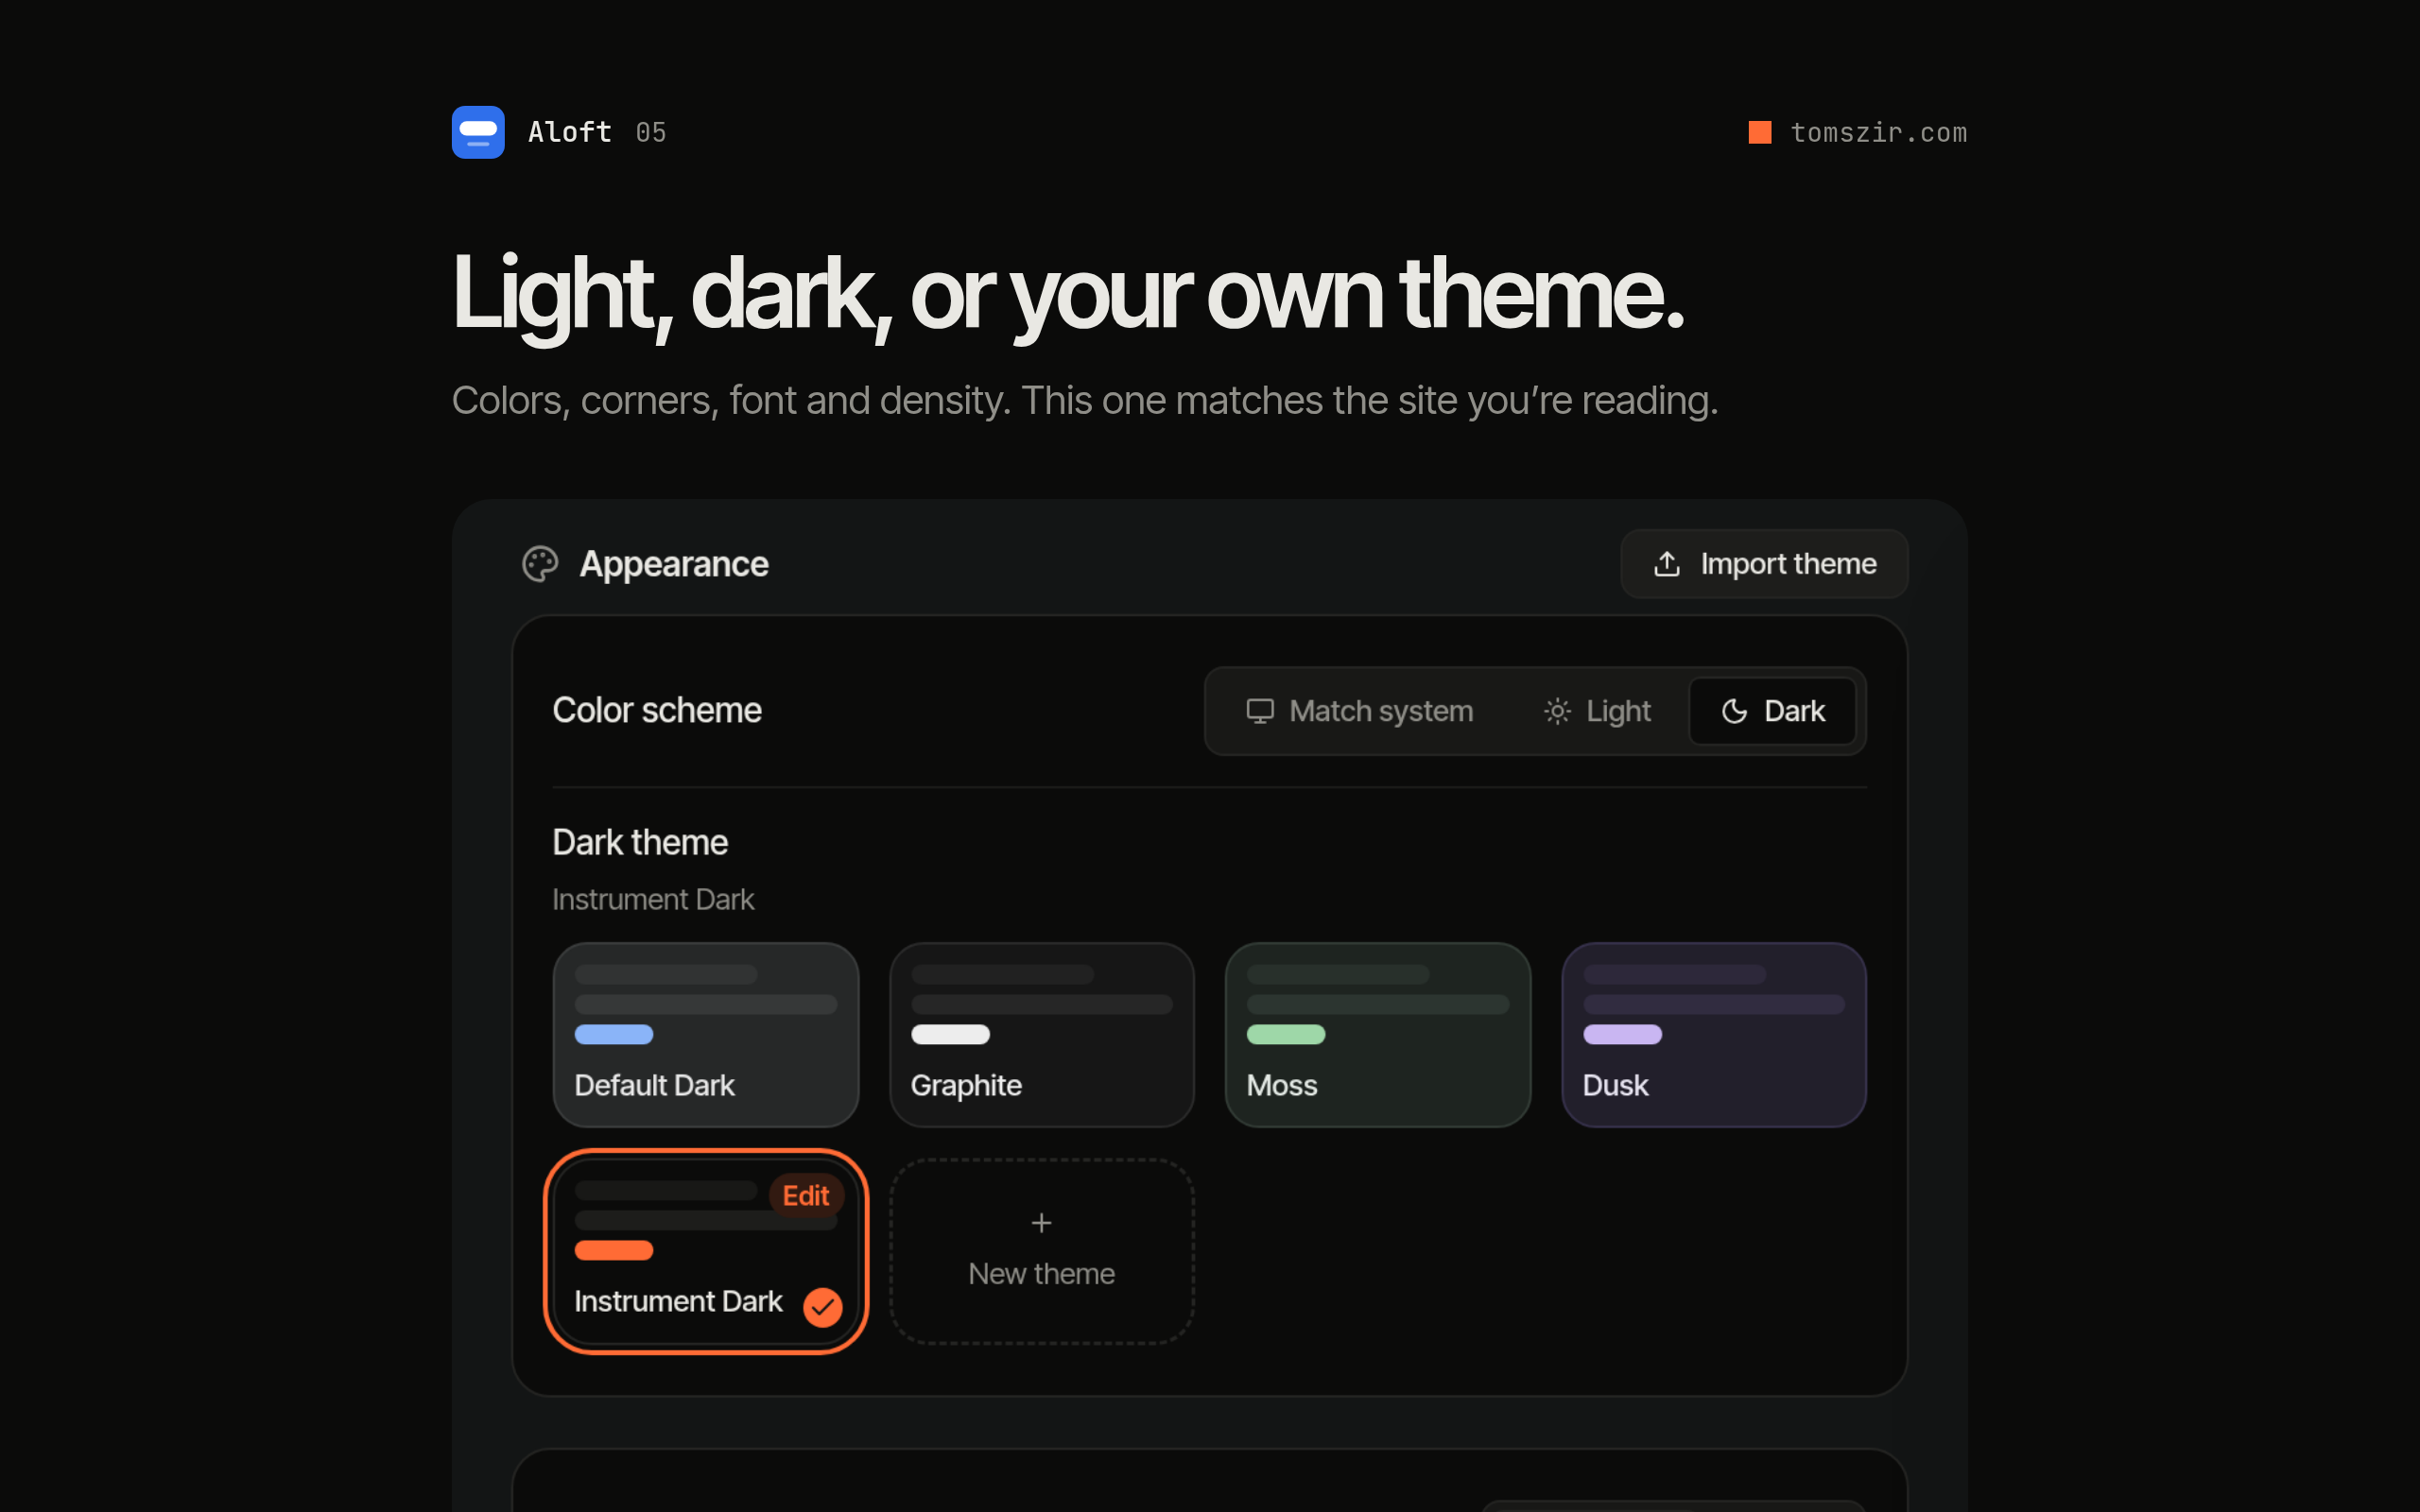 Aloft 05
tomszir.com
Light, dark, or your own theme.
Colors, corners, font and density. This one matches the site you’re reading.
Appearance
Import theme
Color scheme
Match system
Light
Dark
Dark theme
Instrument Dark
Default Dark
Graphite
Moss
Dusk
Edit
Instrument Dark
New theme